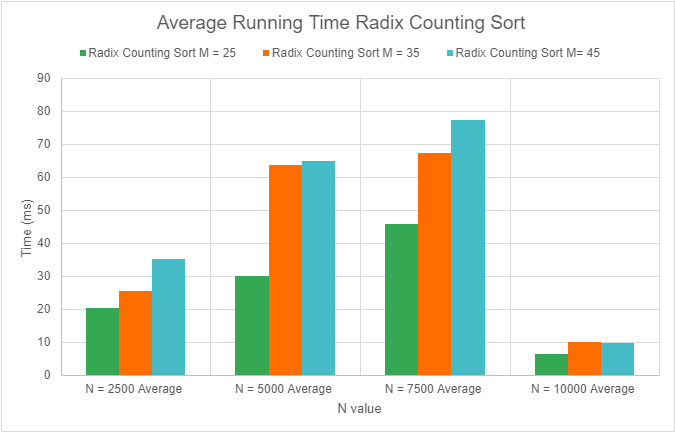 Average Running Time Radix Counting Sort
Radix Counting Sort M = 25 Radix Counting Sort M = 35 Radix Counting Sort M= 45
90
80
70
60
50
40
30
20
10
0
Time (ms)
N = 2500 Average N = 5000 Average N = 7500 Average N = 10000 Average
N value